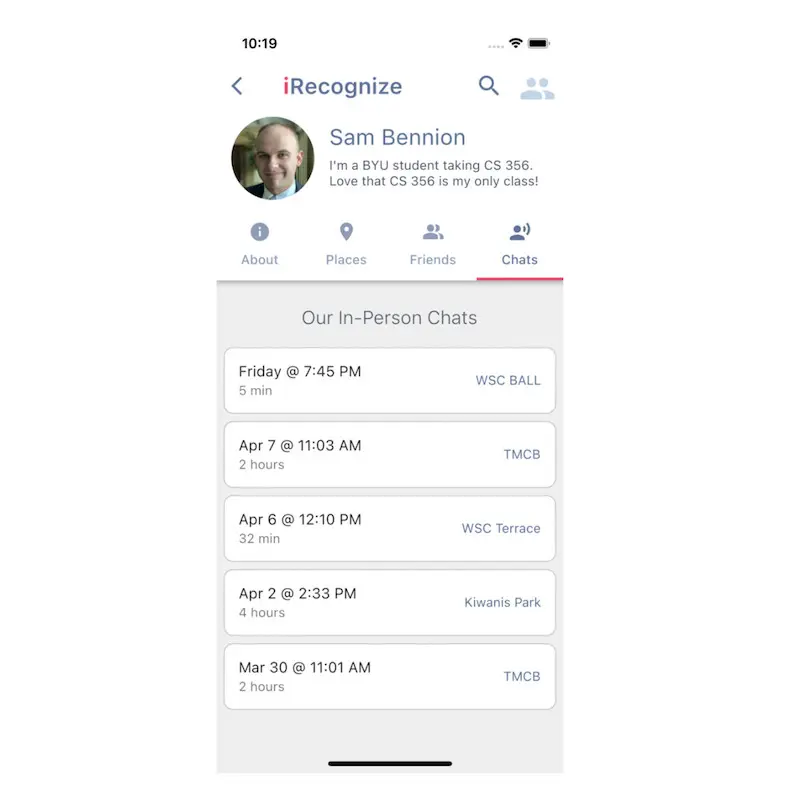 10:19
iRecognize
Sam Bennion
I'm a BYU student taking CS 356.
Love that CS 356 is my only class!
About
Places
Friends
Chats
Our In-Person Chats
Friday @ 7:45 PM
5 min
WSC BALL
Apr 7 @ 11:03 AM
2 hours
TMCB
Apr 6 @ 12:10 PM
32 min
WSC Terrace
Apr 2 @ 2:33 PM
4 hours
Kiwanis Park
Mar 30 @ 11:01 AM
2 hours
TMCB